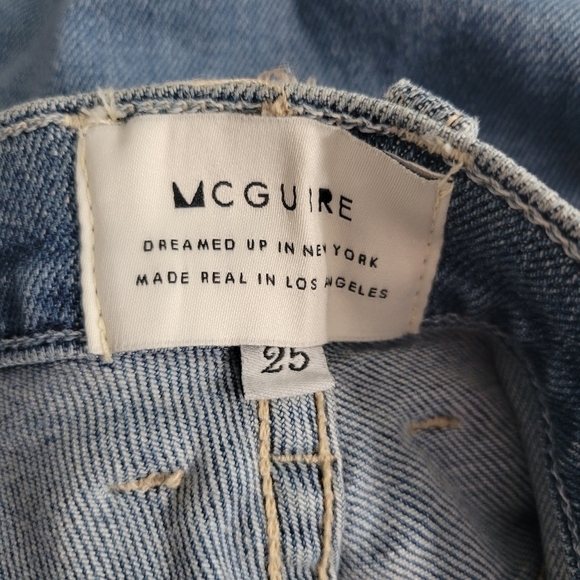 MCGUIRE
DREAMED UP IN NEW YORK
MADE REAL IN LOS ANGELES
25